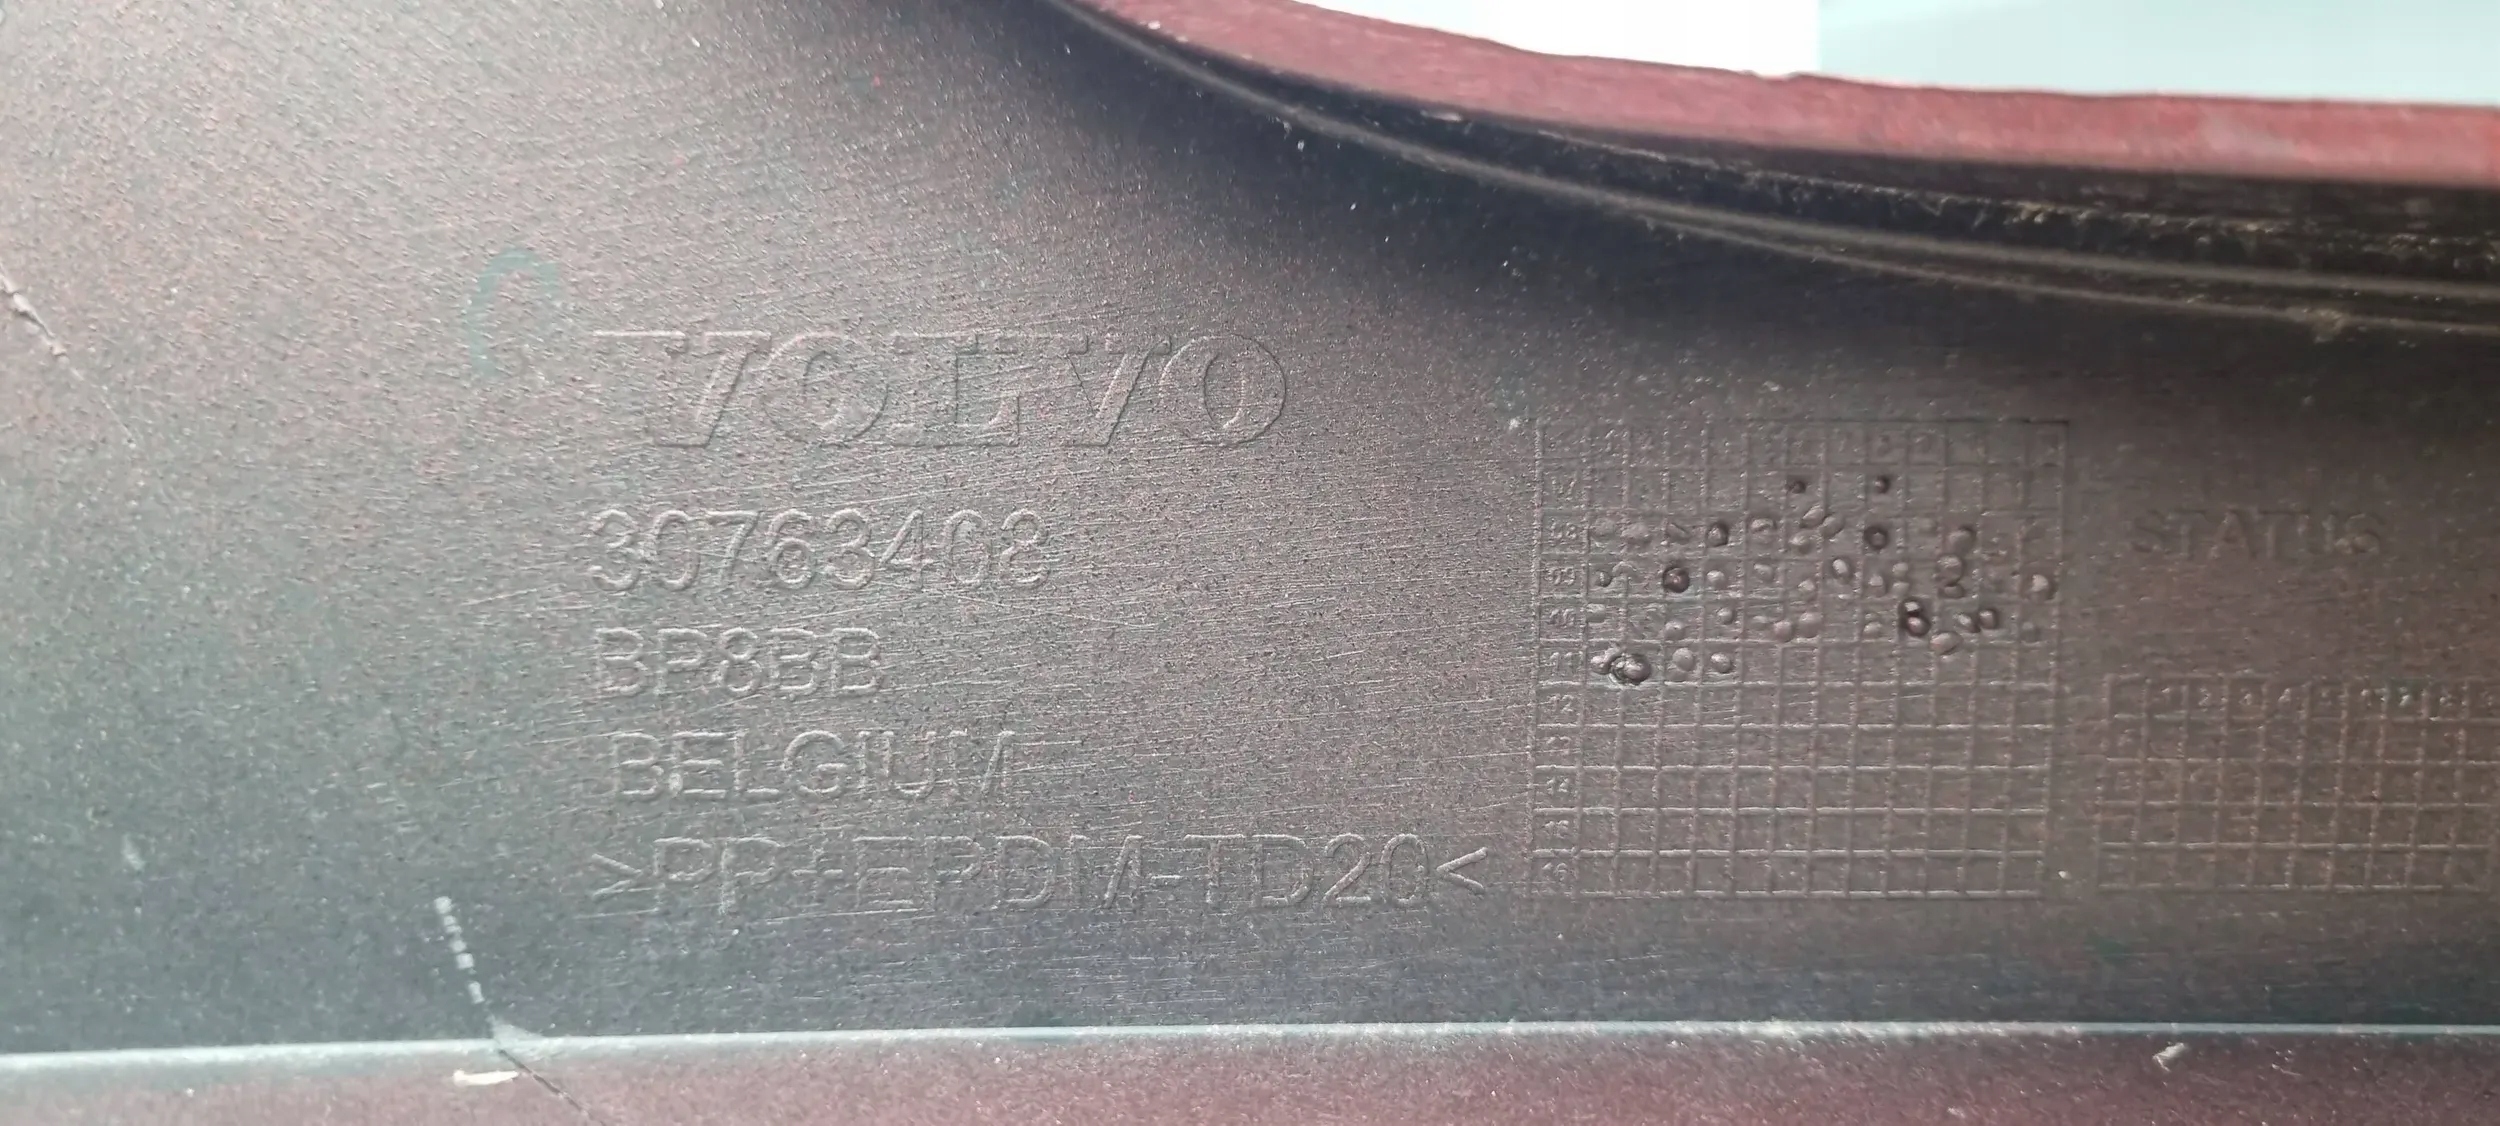 VOLVO
30763408
BP8BB
BELGIUM
>PP+EPDM-TD20<
STATUS